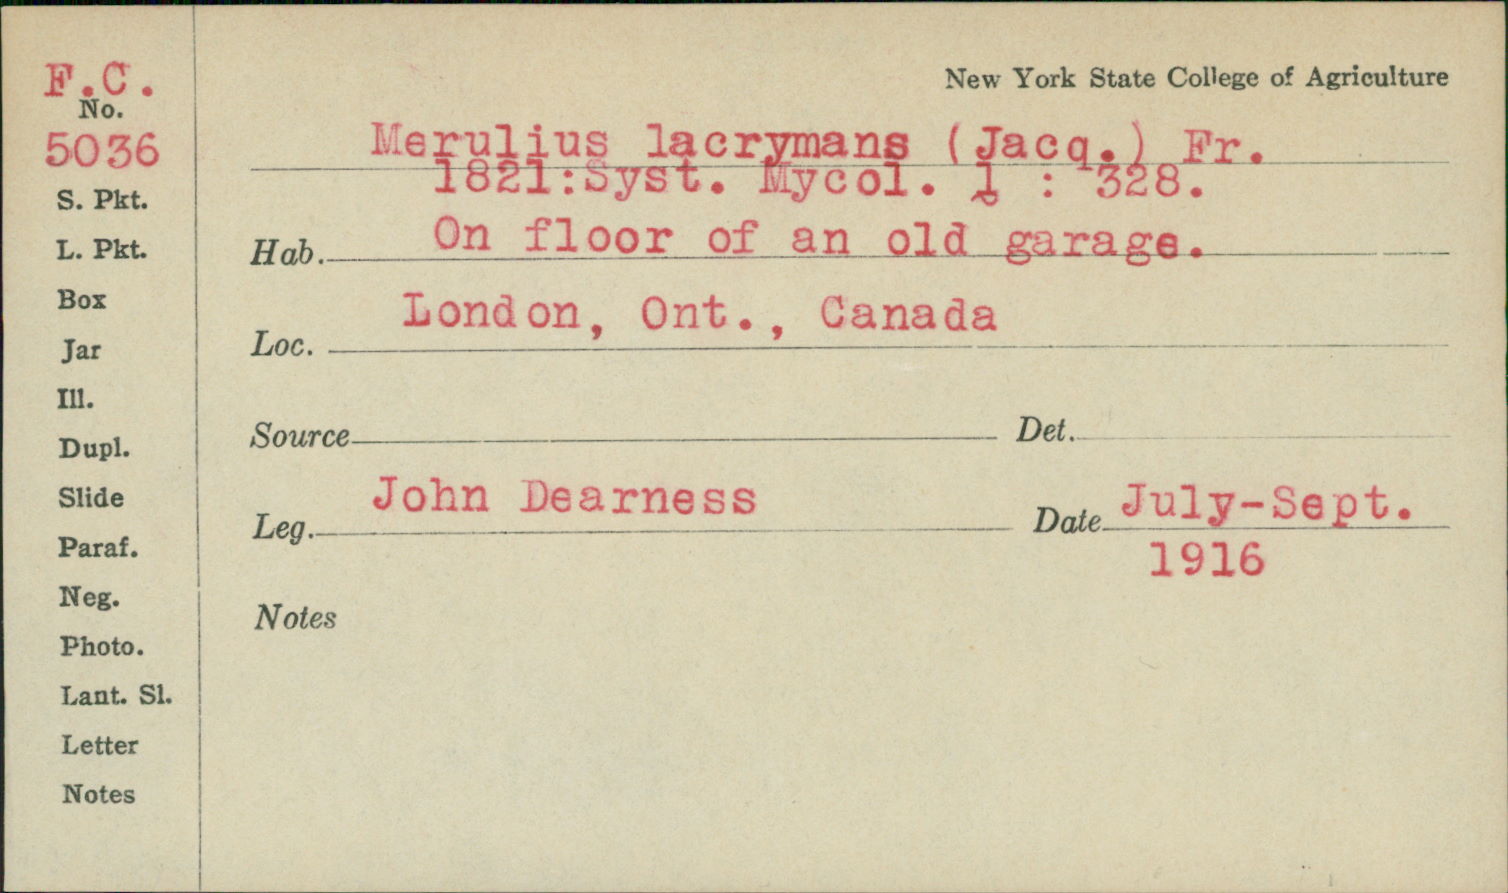 F.C.
No.
5036
S. Pkt.
L. Pkt.
Box
Jar
Ill.
Dupl.
Slide
Paraf.
Neg.
Photo.
Lant. Sl.
Letter
Notes
New York State College of Agriculture
Merulius lacrymans (Jacq.) Fr.
1821:Syst. Mycol. 1 : 328.
Hab. On floor of an old garage.
Loc. London, Ont., Canada
Source Det.
Leg. John Dearness Date July-Sept.
1916
Notes